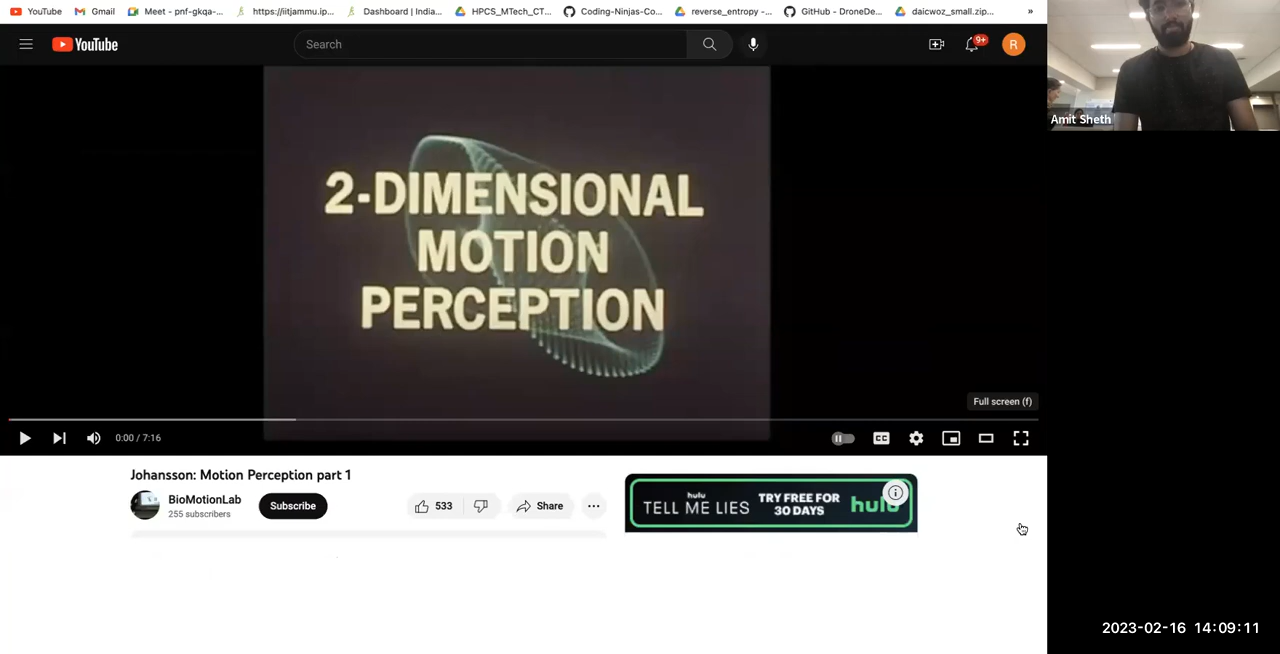 YouTube
Gmail
Meet - pnf-gkqa-...
https://iitjammu.ip...
Dashboard | India...
HPCS_MTech_CT...
Coding-Ninjas-Co...
reverse_entropy -...
GitHub - DroneDe...
daicwoz_small.zip...
»
YouTube
Search
9+
R
Amit Sheth
2-DIMENSIONAL
MOTION
PERCEPTION
Full screen (f)
0:00 / 7:16
CC
Johansson: Motion Perception part 1
BioMotionLab
255 subscribers
Subscribe
533
Share
hulu
TELL ME LIES
TRY FREE FOR
30 DAYS
hulu
2023-02-16 14:09:11